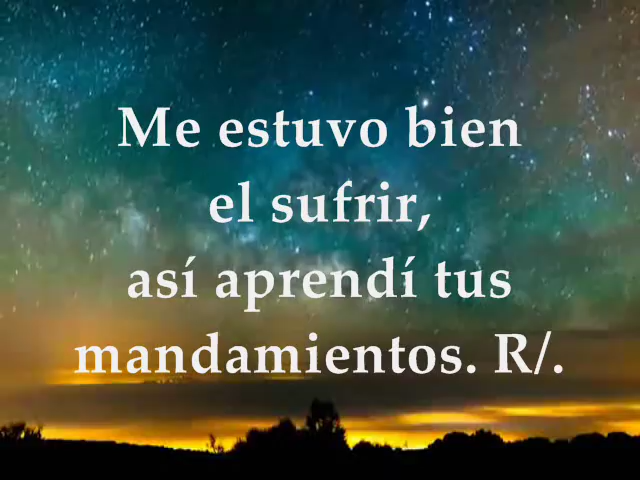 Me estuvo bien
el sufrir,
así aprendí tus
mandamientos. R/.